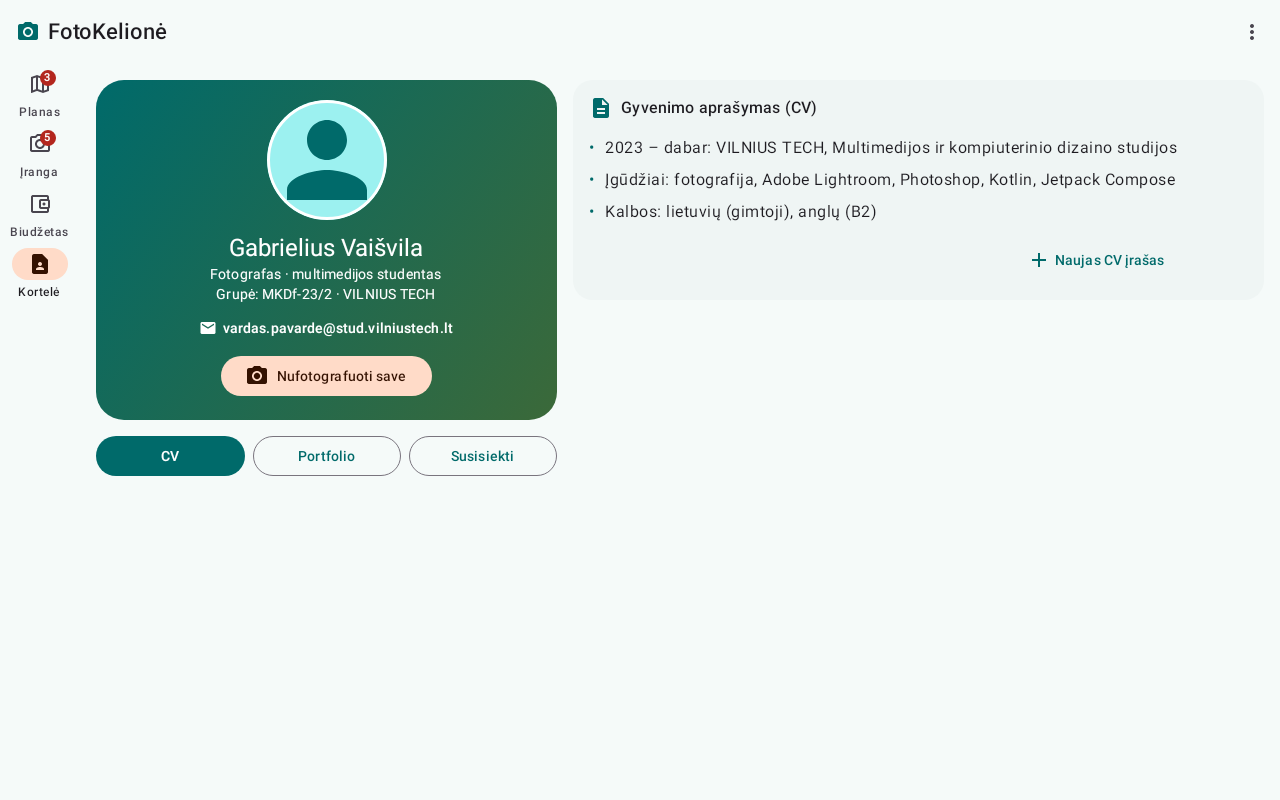 FotoKelionė
3
Planas
5
Įranga
Biudžetas
Kortelė
Gabrielius Vaišvila
Fotografas · multimedijos studentas
Grupė: MKDf-23/2 · VILNIUS TECH
vardas.pavarde@stud.vilniustech.lt
Nufotografuoti save
CV
Portfolio
Susisiekti
Gyvenimo aprašymas (CV)
• 2023 – dabar: VILNIUS TECH, Multimedijos ir kompiuterinio dizaino studijos
• Įgūdžiai: fotografija, Adobe Lightroom, Photoshop, Kotlin, Jetpack Compose
• Kalbos: lietuvių (gimtoji), anglų (B2)
Naujas CV įrašas